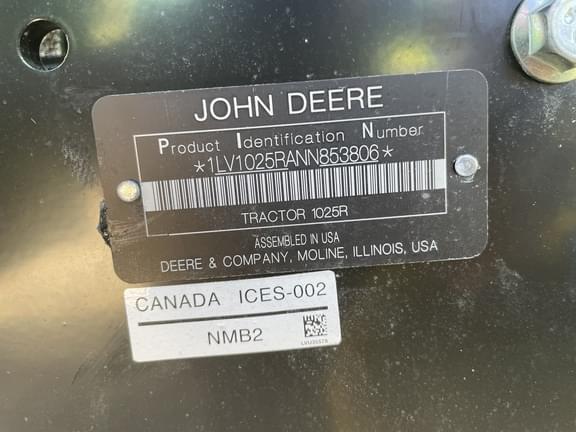 JOHN DEERE
Product Identification Number
*1LV1025RANN853806*
TRACTOR 1025R
ASSEMBLED IN USA
DEERE & COMPANY, MOLINE, ILLINOIS, USA
CANADA ICES-002
NMB2